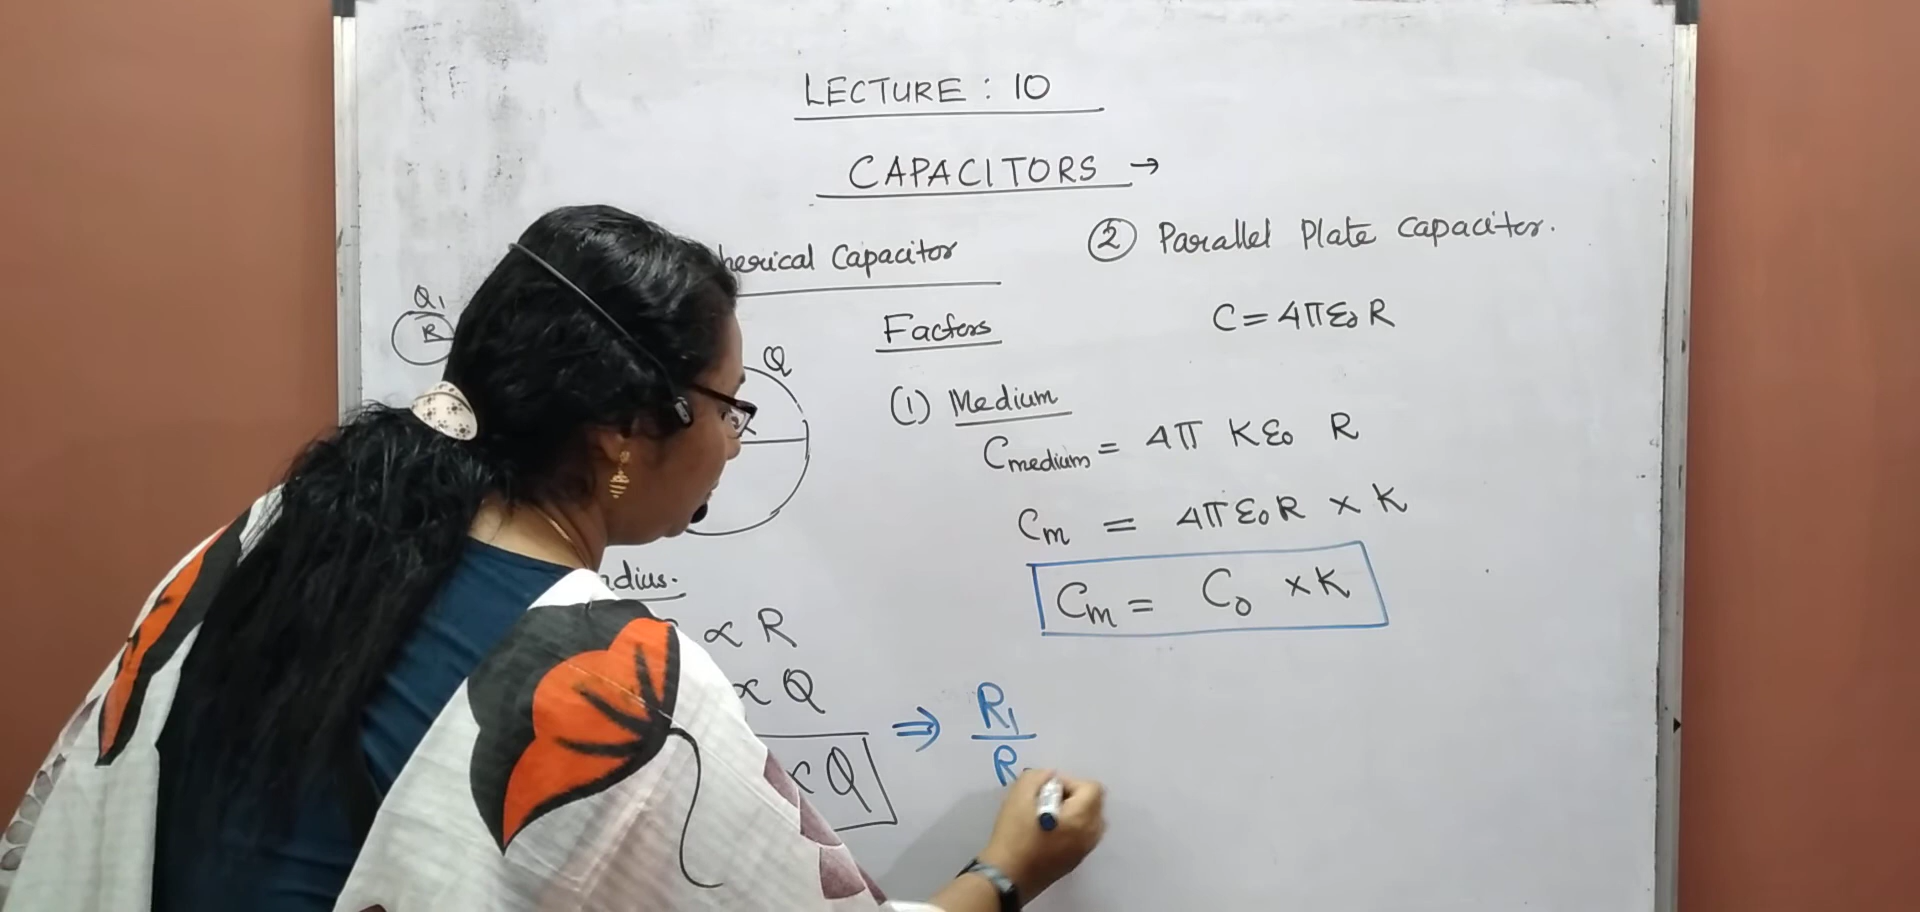 LECTURE : 10
CAPACITORS →
herical Capacitor
② Parallel Plate Capacitor.
Q1
R
Q
Factors
C = 4πε0 R
(1) Medium
Cmedium = 4π Kε0 R
Cm = 4πε0R × K
Cm = C0 × K
dius.
∝ R
∝ Q
∝ Q
⇒ R1
R